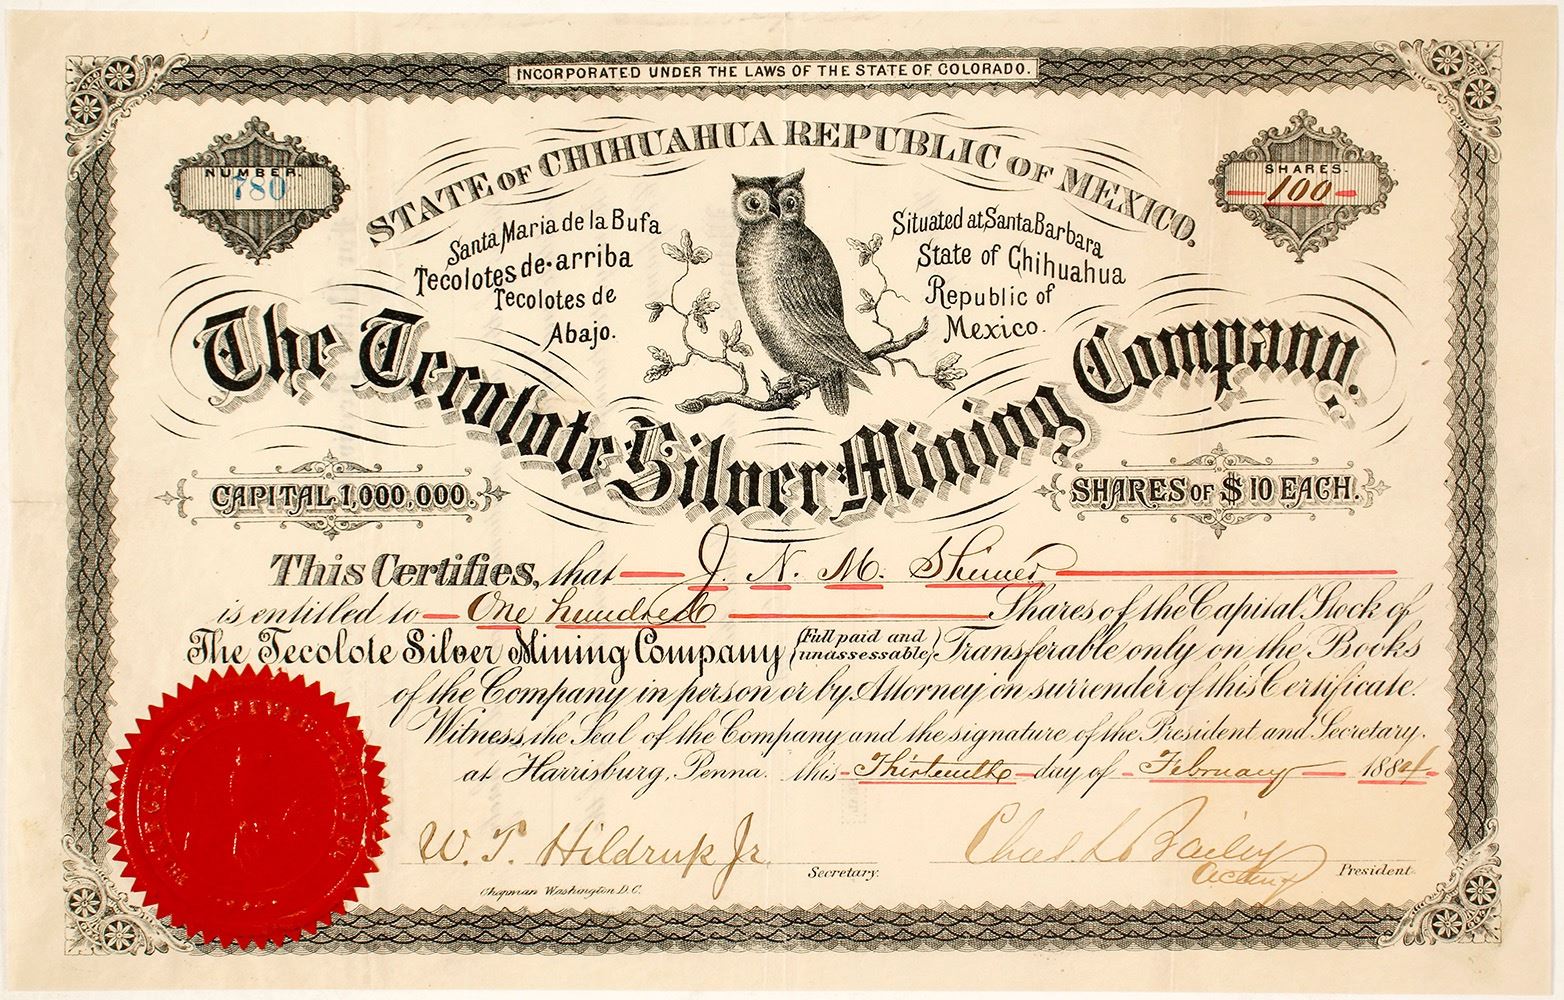 INCORPORATED UNDER THE LAWS OF THE STATE OF COLORADO.
NUMBER.
780
SHARES.
100
STATE OF CHIHUAHUA REPUBLIC OF MEXICO.
Santa Maria de la Bufa
Tecolotes de-arriba
Tecolotes de
Abajo.
Situated at, Santa Barbara
State of Chihuahua
Republic of
Mexico.
The Tecolote Silver Mining Company.
CAPITAL 1,000,000.
SHARES OF $10 EACH.
This Certifies, that J. N. M. Shimer
is entitled to One hundred Shares of the Capital Stock of
The Tecolote Silver Mining Company (Full paid and unassessable) Transferable only on the Books
of the Company in person or by Attorney on surrender of this Certificate.
Witness, the Seal of the Company and the signature of the President and Secretary.
at Harrisburg, Penna. this Thirteenth day of February 1884
W. T. Hildrup Jr.
Secretary.
Chas. L. Bailey
Acting
President.
Chapman Washington D.C.